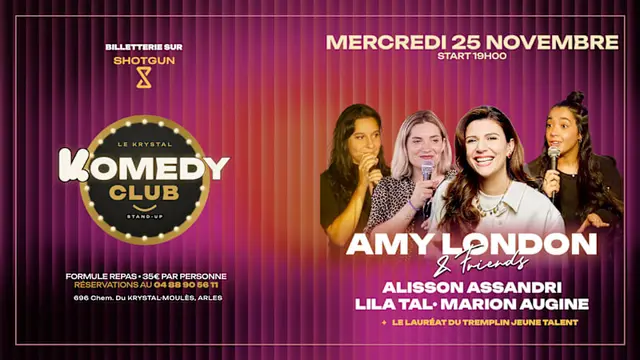 BILLETTERIE SUR
SHOTGUN
LE KRYSTAL
KOMEDY
CLUB
STAND-UP
FORMULE REPAS • 35€ PAR PERSONNE
RÉSERVATIONS AU 04 88 90 56 11
696 Chem. Du KRYSTAL-MOULÈS, ARLES
MERCREDI 25 NOVEMBRE
START 19H00
AMY LONDON
& Friends
ALISSON ASSANDRI
LILA TAL• MARION AUGINE
+ LE LAURÉAT DU TREMPLIN JEUNE TALENT